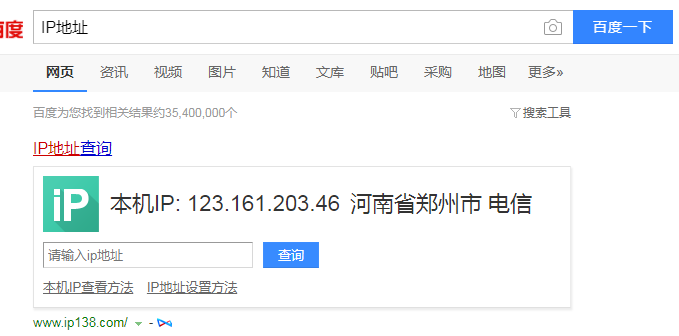 百度 IP地址 百度一下
网页 资讯 视频 图片 知道 文库 贴吧 采购 地图 更多»
百度为您找到相关结果约35,400,000个 搜索工具
IP地址查询
iP 本机IP: 123.161.203.46 河南省郑州市 电信
请输入ip地址 查询
本机IP查看方法 IP地址设置方法
www.ip138.com/ -